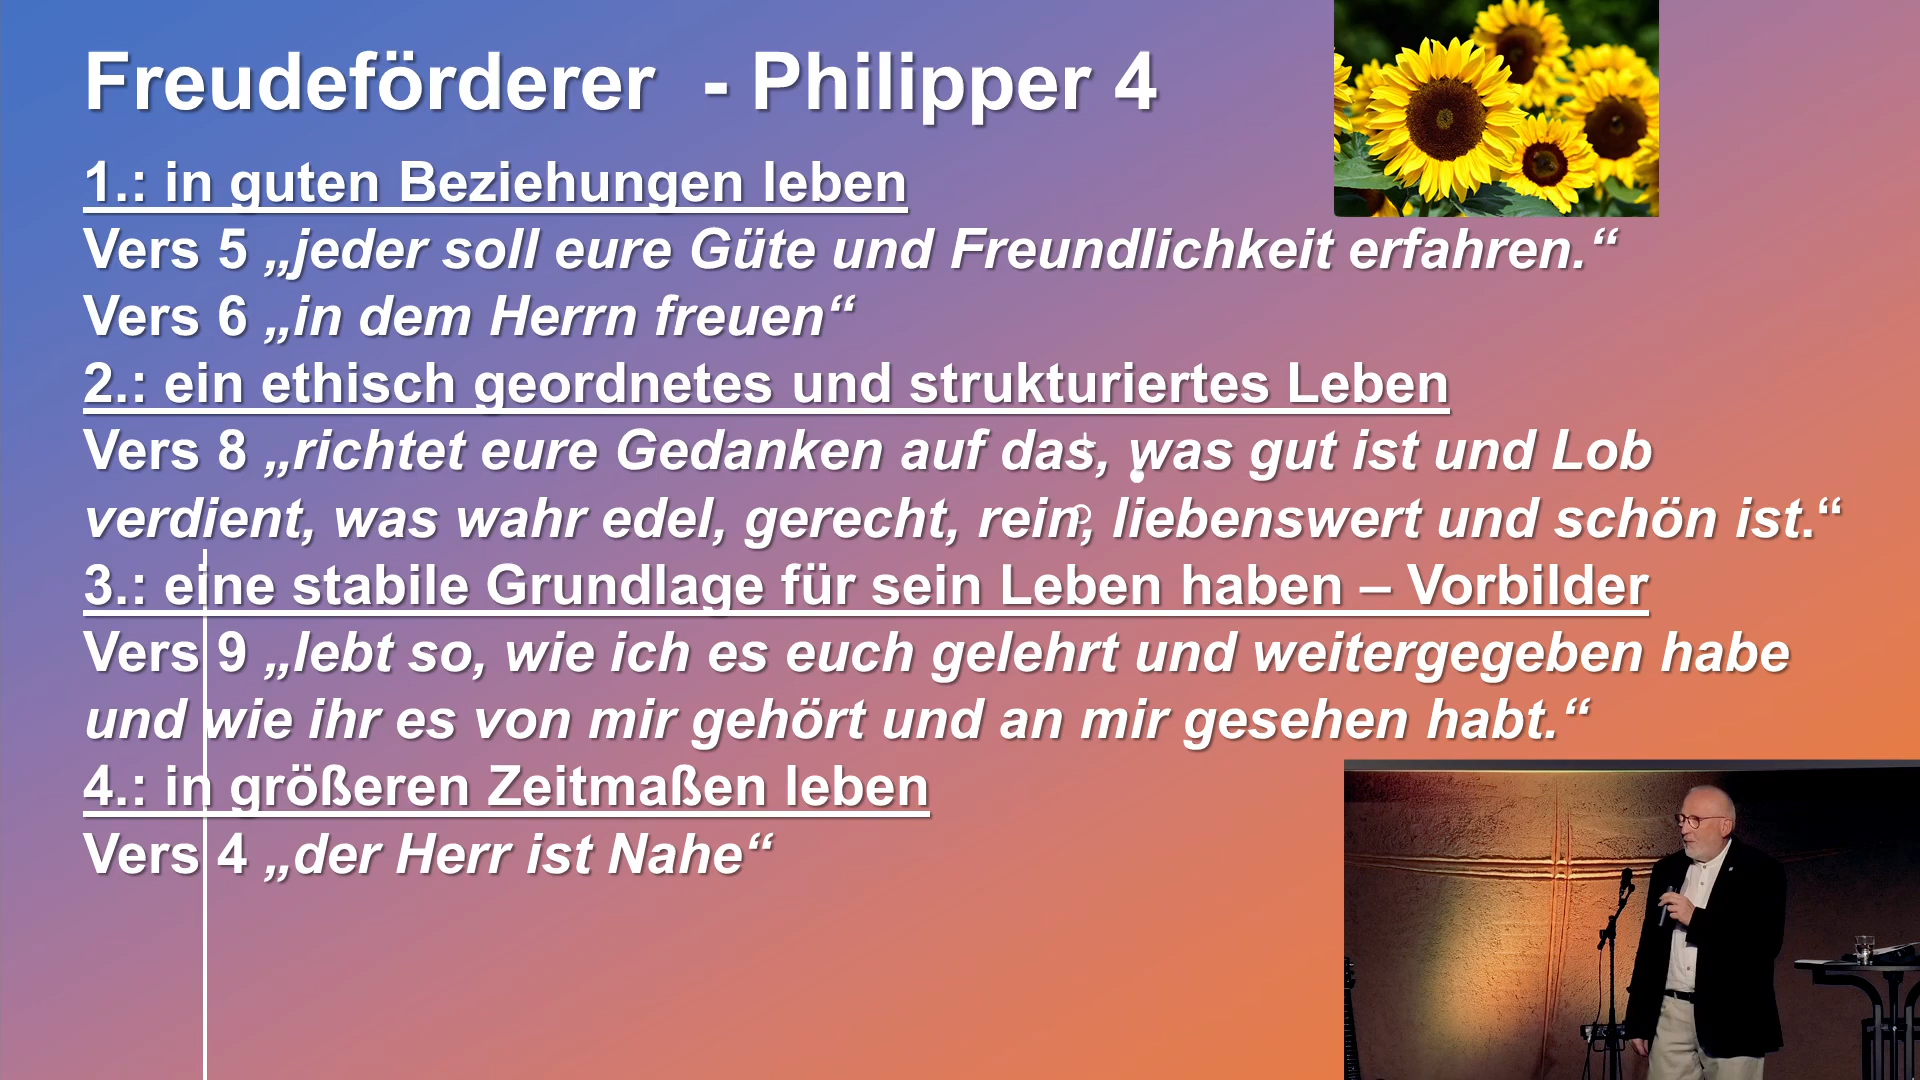 Freudeförderer - Philipper 4
1.: in guten Beziehungen leben
Vers 5 „jeder soll eure Güte und Freundlichkeit erfahren.“
Vers 6 „in dem Herrn freuen“
2.: ein ethisch geordnetes und strukturiertes Leben
Vers 8 „richtet eure Gedanken auf das, was gut ist und Lob
verdient, was wahr edel, gerecht, rein, liebenswert und schön ist.“
3.: eine stabile Grundlage für sein Leben haben – Vorbilder
Vers 9 „lebt so, wie ich es euch gelehrt und weitergegeben habe
und wie ihr es von mir gehört und an mir gesehen habt.“
4.: in größeren Zeitmaßen leben
Vers 4 „der Herr ist Nahe“